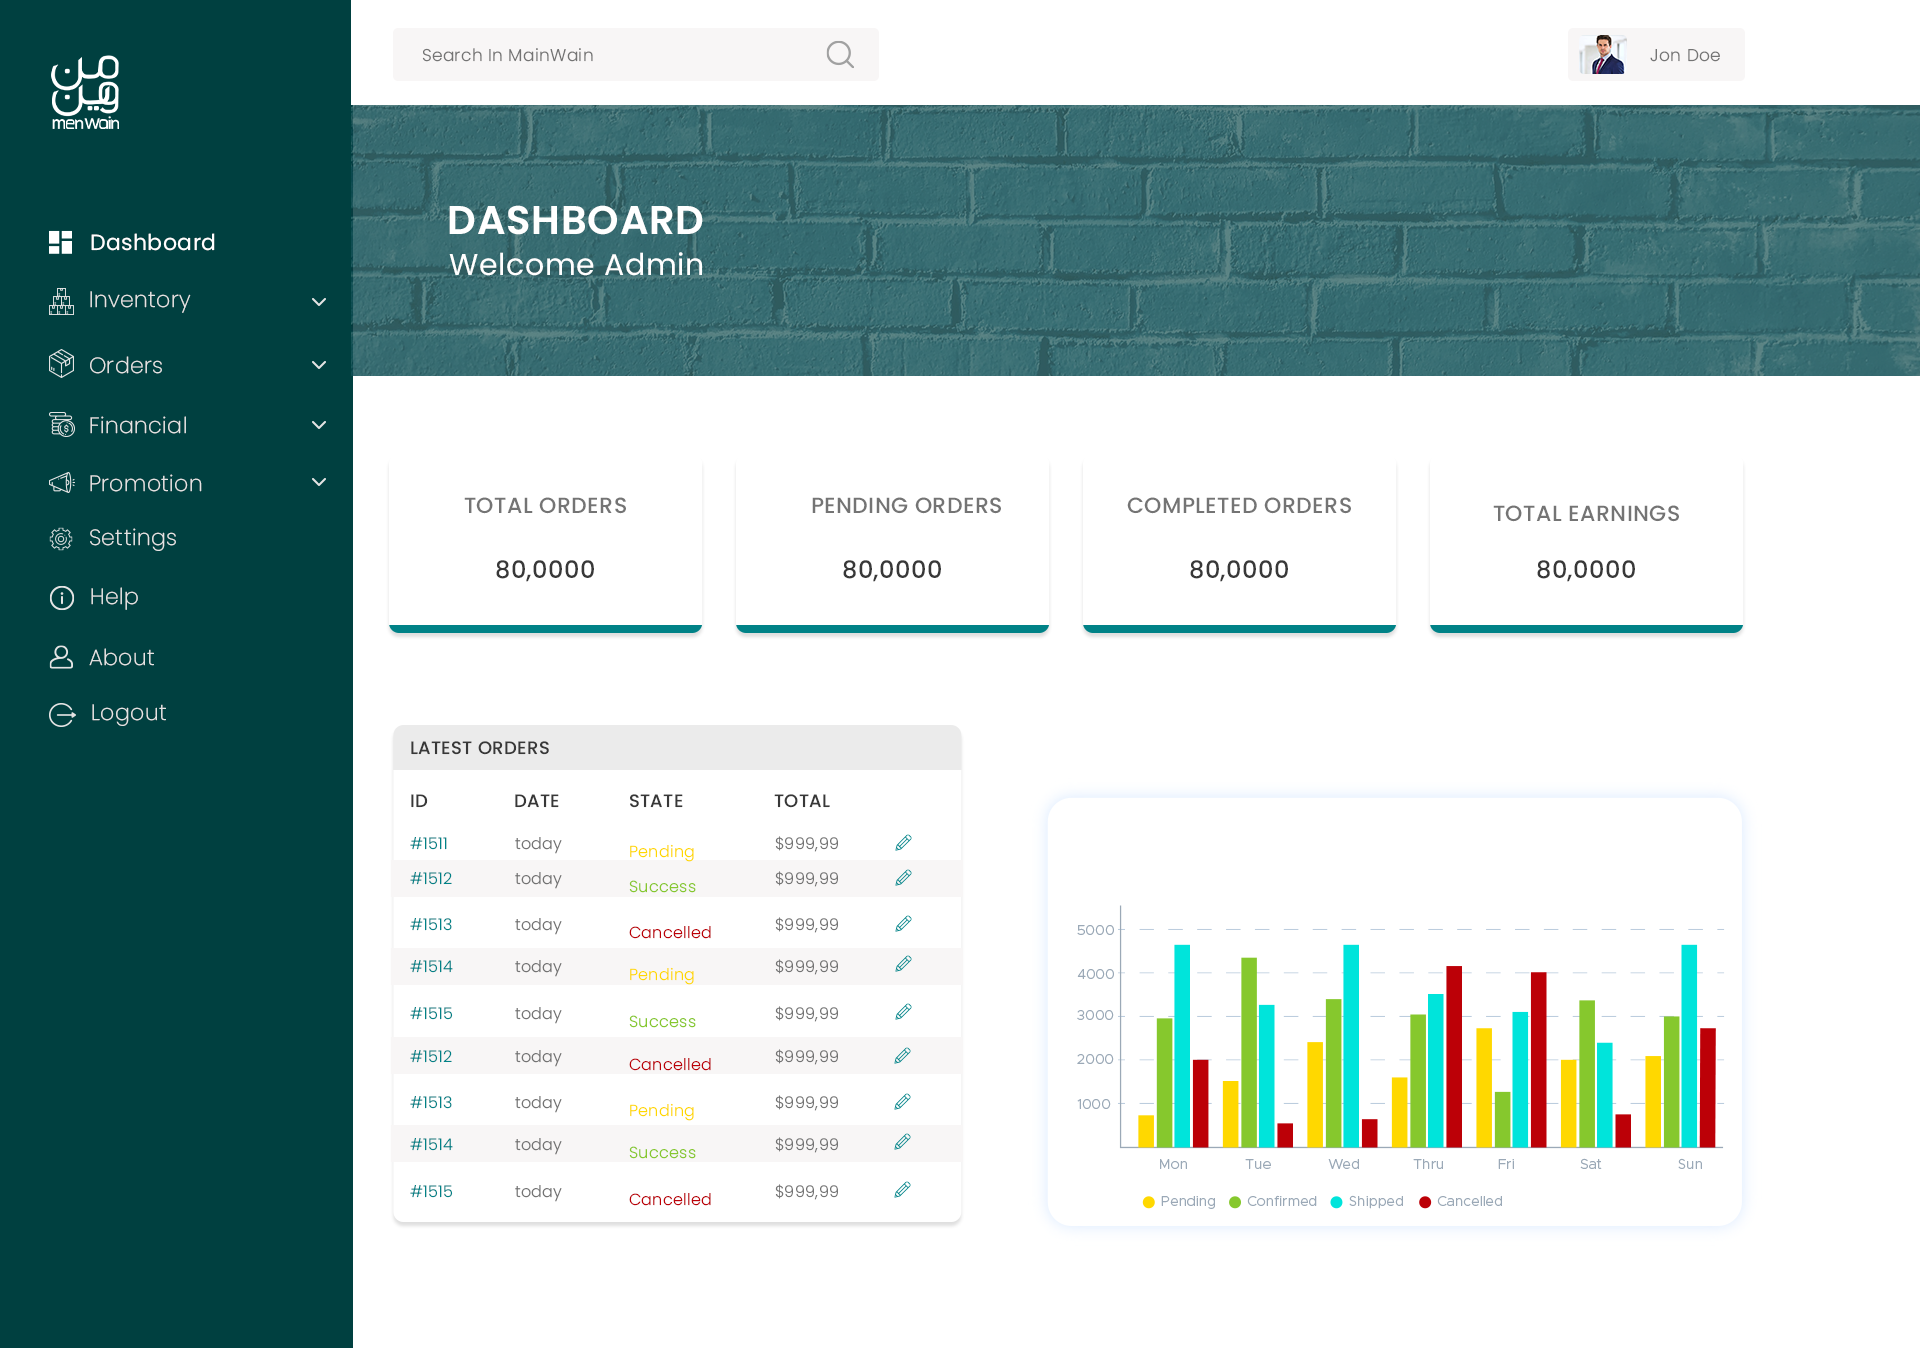 من
وين
menWain
Search In MainWain
Jon Doe
Dashboard
Inventory
Orders
Financial
Promotion
Settings
Help
About
Logout
DASHBOARD
Welcome Admin
TOTAL ORDERS
80,0000
PENDING ORDERS
80,0000
COMPLETED ORDERS
80,0000
TOTAL EARNINGS
80,0000
LATEST ORDERS
ID DATE STATE TOTAL
#1511 today Pending $999,99
#1512 today Success $999,99
#1513 today Cancelled $999,99
#1514 today Pending $999,99
#1515 today Success $999,99
#1512 today Cancelled $999,99
#1513 today Pending $999,99
#1514 today Success $999,99
#1515 today Cancelled $999,99
5000
4000
3000
2000
1000
Mon Tue Wed Thru Fri Sat Sun
Pending Confirmed Shipped Cancelled